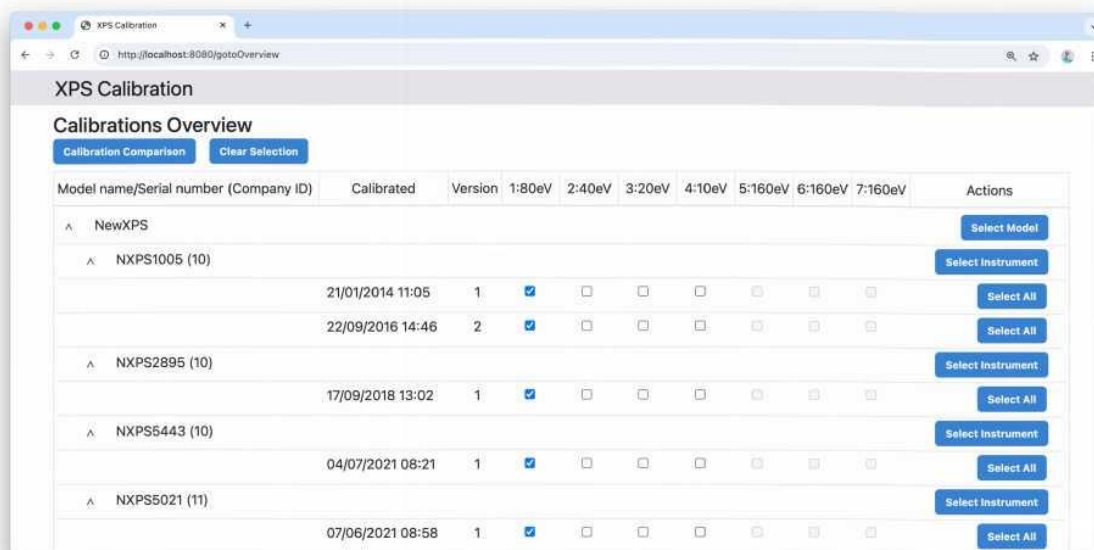 XPS Calibration
http://localhost:8080/gotoOverview
XPS Calibration
Calibrations Overview
Calibration Comparison Clear Selection
Model name/Serial number (Company ID) Calibrated Version 1:80eV 2:40eV 3:20eV 4:10eV 5:160eV 6:160eV 7:160eV Actions
NewXPS Select Model
NXPS1005 (10) Select Instrument
21/01/2014 11:05 1 Select All
22/09/2016 14:46 2 Select All
NXPS2895 (10) Select Instrument
17/09/2018 13:02 1 Select All
NXPS5443 (10) Select Instrument
04/07/2021 08:21 1 Select All
NXPS5021 (11) Select Instrument
07/06/2021 08:58 1 Select All